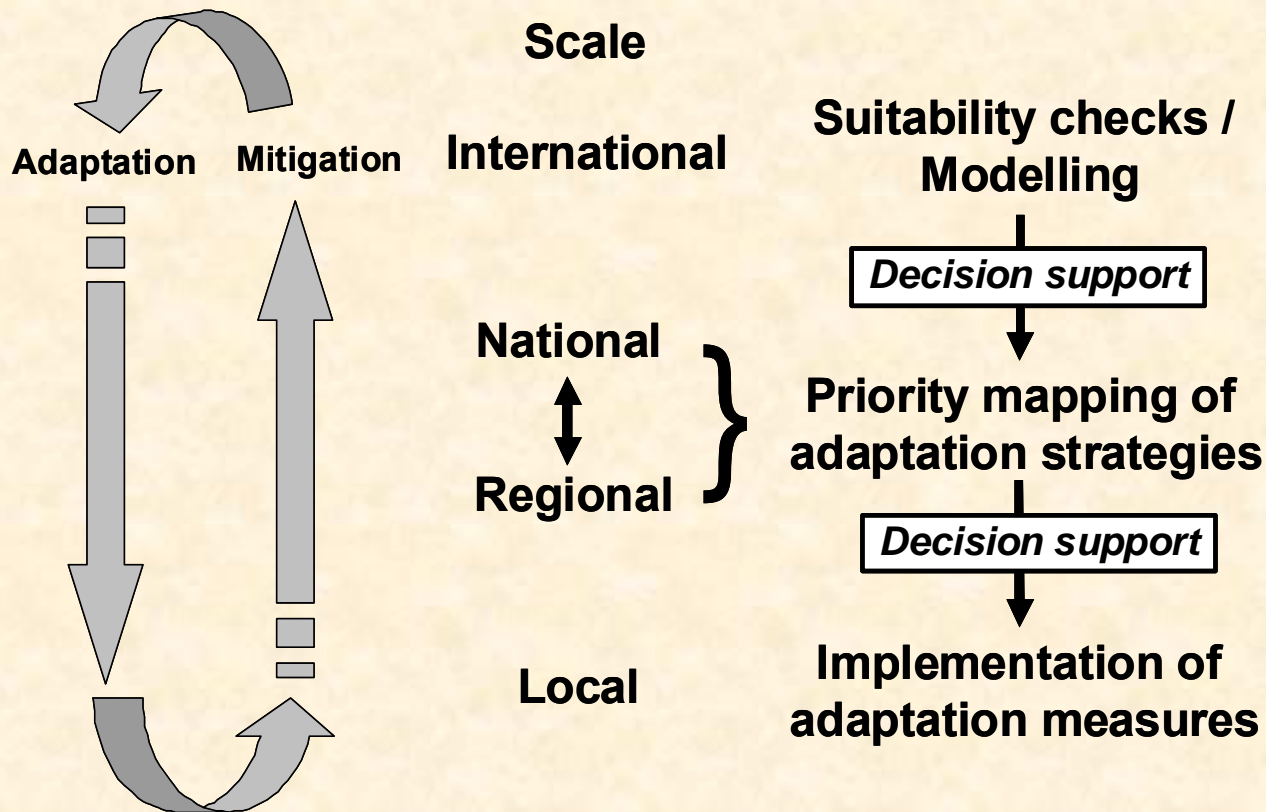 Scale
Adaptation
Mitigation
International
Suitability checks /
Modelling
Decision support
National
Regional
Priority mapping of
adaptation strategies
Decision support
Local
Implementation of
adaptation measures